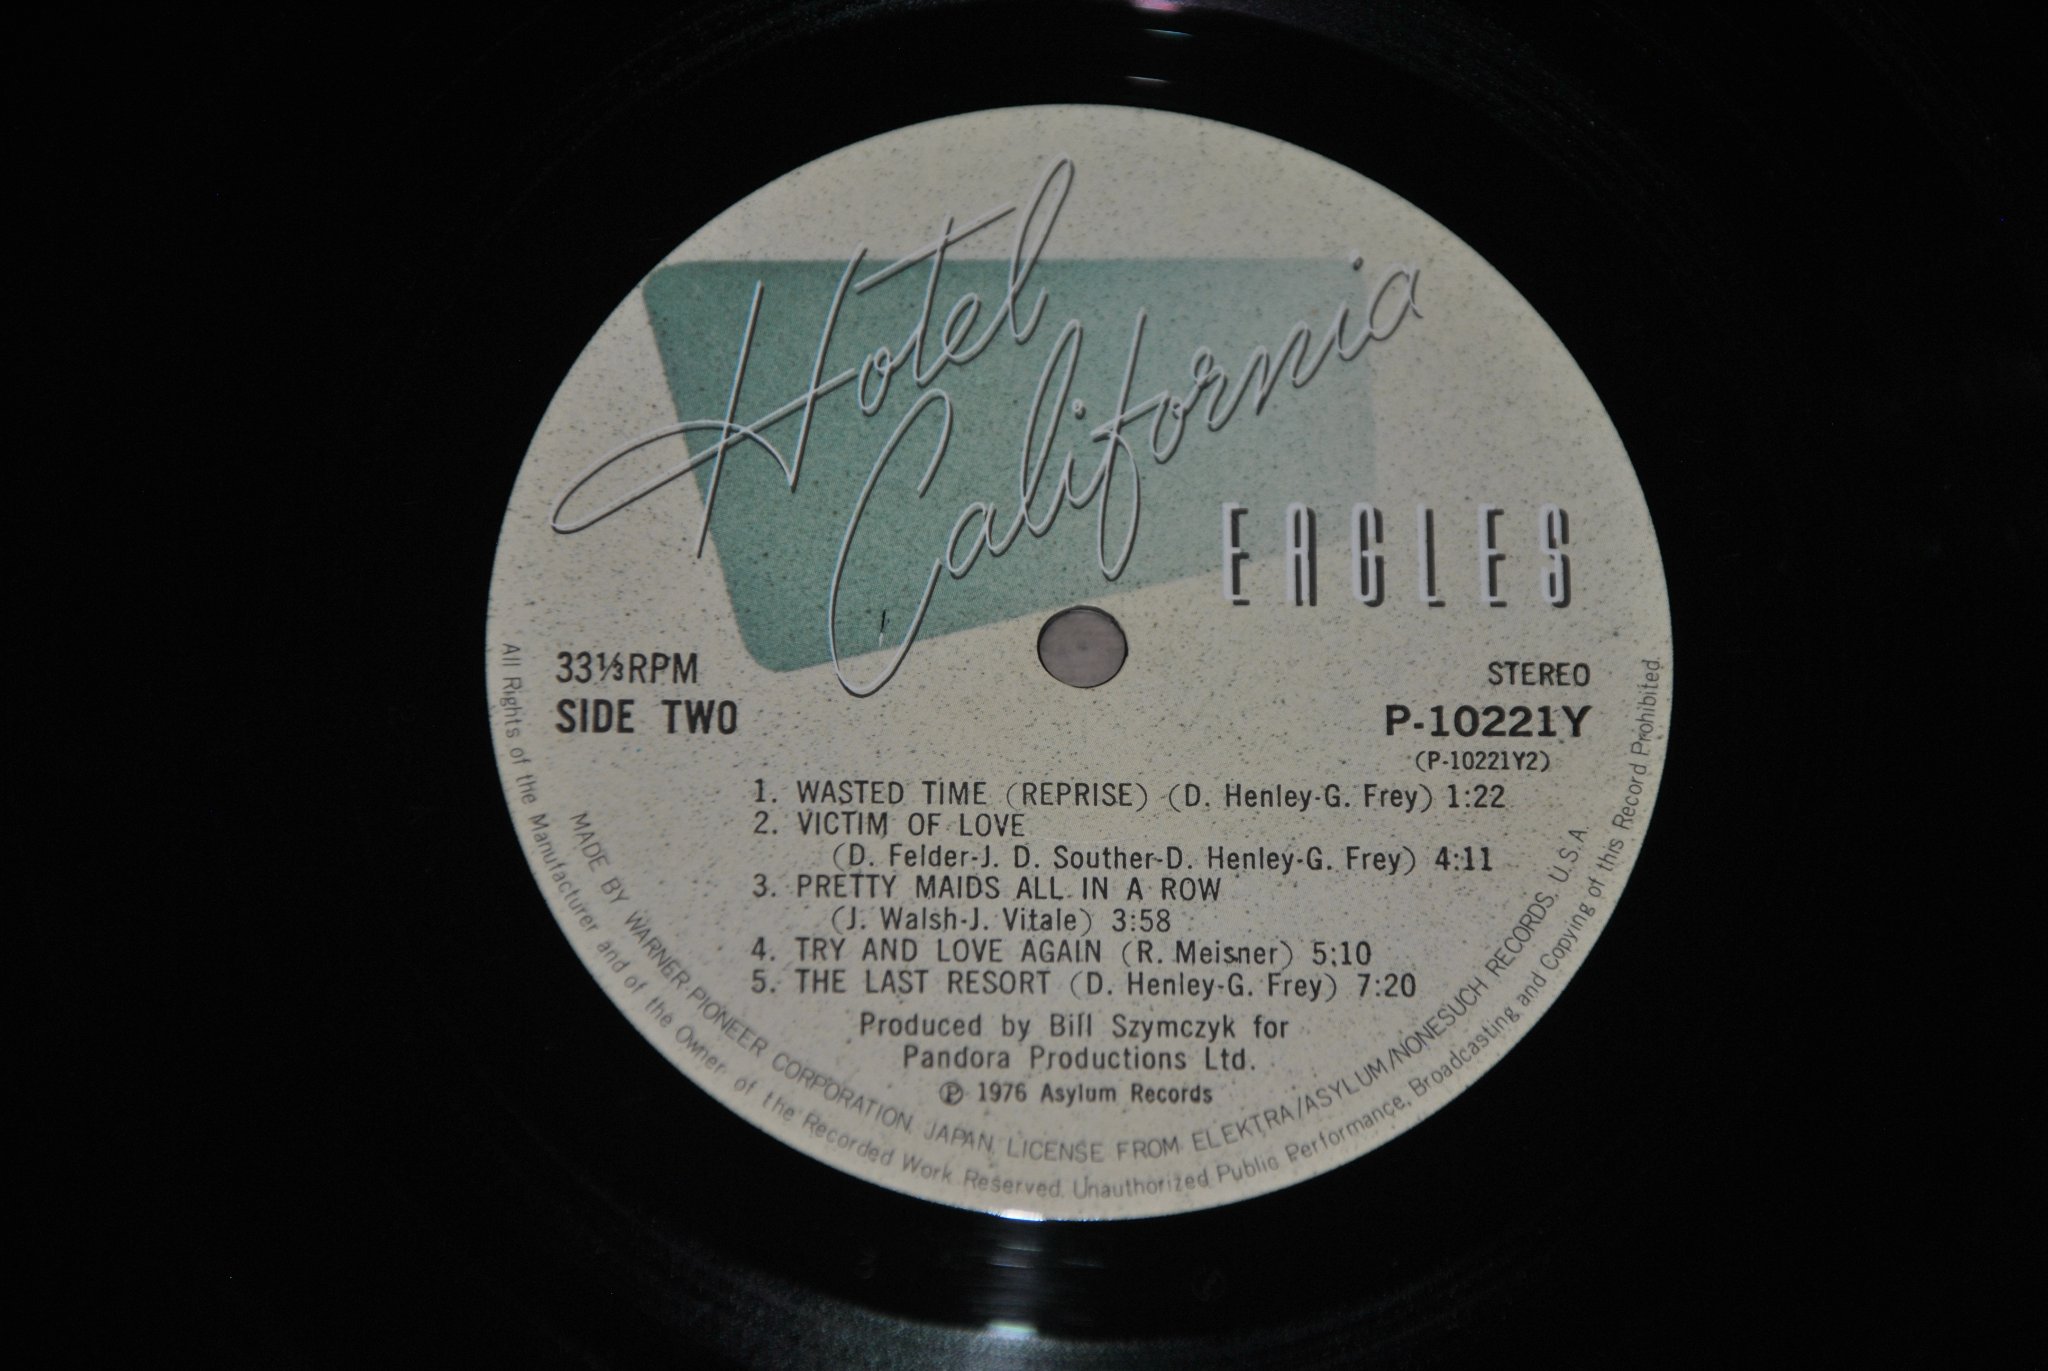 Hotel
California
EAGLES
33⅓RPM
SIDE TWO
STEREO
P-10221Y
(P-10221Y2)
1. WASTED TIME (REPRISE) (D. Henley-G. Frey) 1:22
2. VICTIM OF LOVE
(D. Felder-J. D. Souther-D. Henley-G. Frey) 4:11
3. PRETTY MAIDS ALL IN A ROW
(J. Walsh-J. Vitale) 3:58
4. TRY AND LOVE AGAIN (R. Meisner) 5:10
5. THE LAST RESORT (D. Henley-G. Frey) 7:20
Produced by Bill Szymczyk for
Pandora Productions Ltd.
Ⓟ 1976 Asylum Records
MADE BY WARNER-PIONEER CORPORATION, JAPAN, LICENSE FROM ELEKTRA/ASYLUM/NONESUCH RECORDS, U.S.A.
All Rights of the Manufacturer and of the Owner of the Recorded Work Reserved. Unauthorized Public Performance, Broadcasting and Copying of this Record Prohibited.